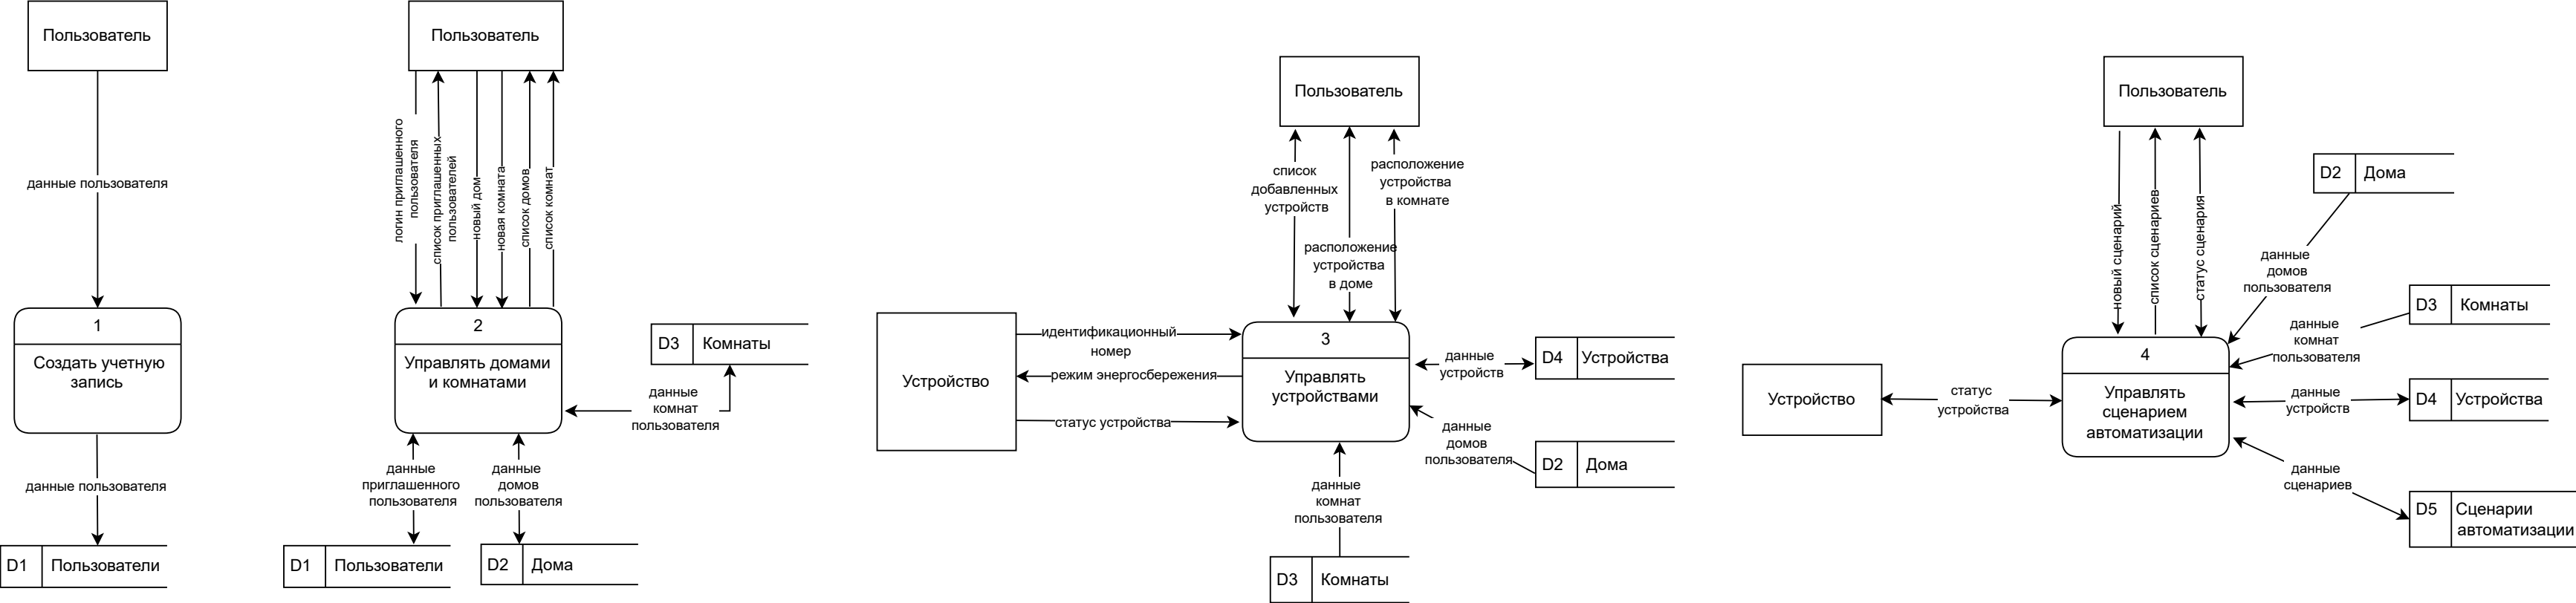 Пользователь
данные пользователя
1
Создать учетную
запись
данные пользователя
D1
Пользователи
Пользователь
логин приглашенного
пользователя
список приглашенных
пользователей
новый дом
новая комната
список домов
список комнат
2
Управлять домами
и комнатами
D3
Комнаты
данные
комнат
пользователя
данные
приглашенного
пользователя
данные
домов
пользователя
D1
Пользователи
D2
Дома
Пользователь
список
добавленных
устройств
расположение
устройства
в доме
расположение
устройства
в комнате
Устройство
идентификационный
номер
режим энергосбережения
статус устройства
3
Управлять
устройствами
данные
устройств
D4
Устройства
данные
домов
пользователя
D2
Дома
данные
комнат
пользователя
D3
Комнаты
Пользователь
новый сценарий
список сценариев
статус сценария
D2
Дома
данные
домов
пользователя
D3
Комнаты
данные
комнат
пользователя
Устройство
статус
устройства
4
Управлять
сценарием
автоматизации
данные
устройств
D4
Устройства
данные
сценариев
D5
Сценарии
автоматизации